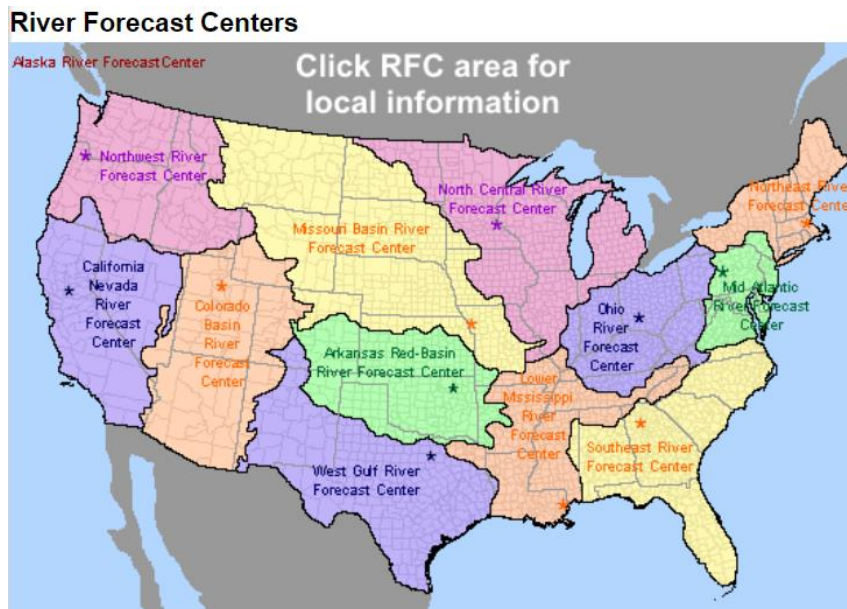 River Forecast Centers
Alaska River Forecast Center
Click RFC area for
local information
Northwest River
Forecast Center
North Central River
Forecast Center
Northeast River
Forecast Center
Missouri Basin River
Forecast Center
California
Nevada
River
Forecast
Center
Colorado
Basin
River
Forecast
Center
Ohio
River
Forecast
Center
Mid-Atlantic
River Forecast
Center
Arkansas Red-Basin
River Forecast Center
Lower
Mississippi
River
Forecast
Center
Southeast River
Forecast Center
West Gulf River
Forecast Center